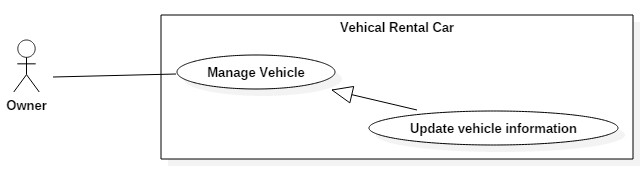 Vehical Rental Car
Manage Vehicle
Owner
Update vehicle information